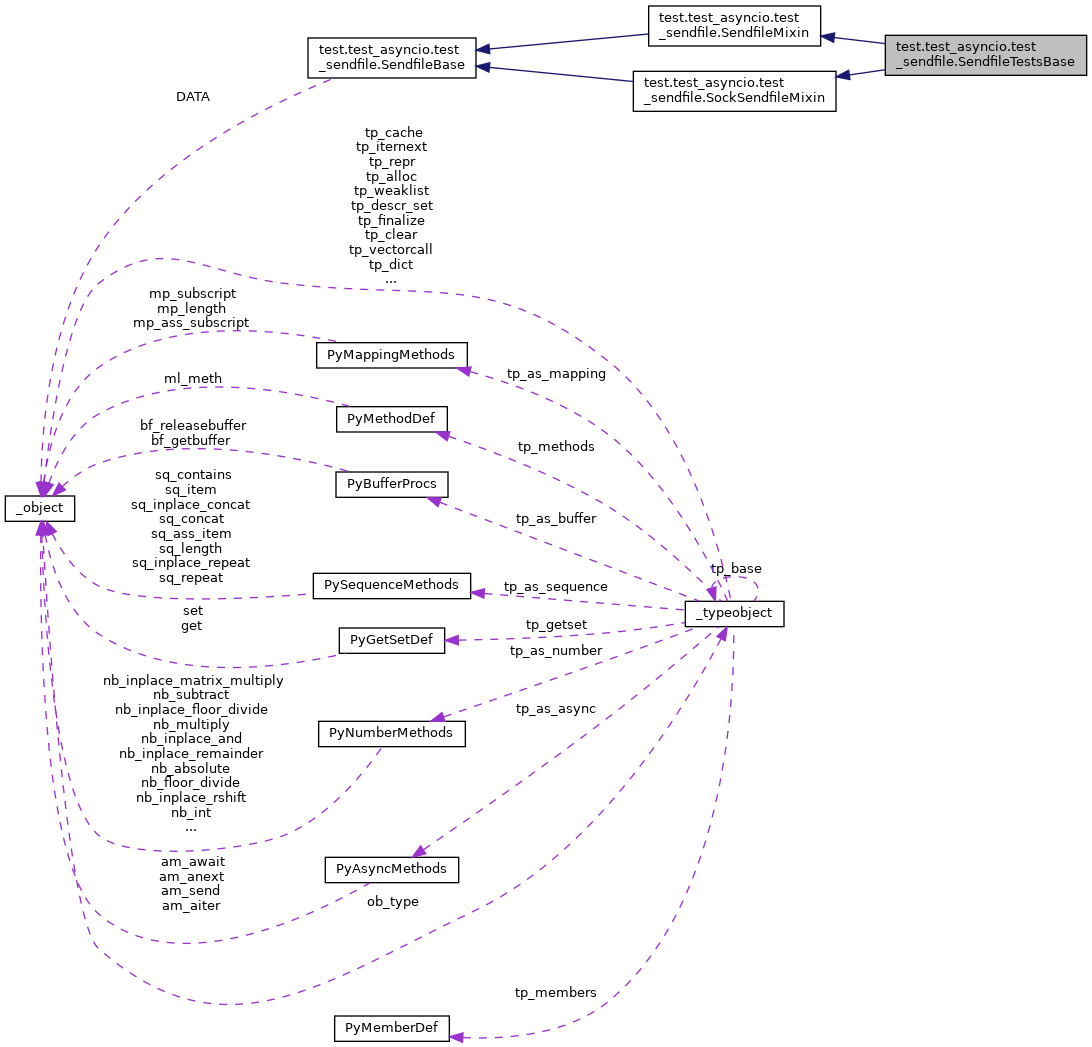 test.test_asyncio.test
_sendfile.SendfileMixin
test.test_asyncio.test
_sendfile.SendfileBase
test.test_asyncio.test
_sendfile.SendfileTestsBase
test.test_asyncio.test
_sendfile.SockSendfileMixin
DATA
tp_cache
tp_iternext
tp_repr
tp_alloc
tp_weaklist
tp_descr_set
tp_finalize
tp_clear
tp_vectorcall
tp_dict
...
mp_subscript
mp_length
mp_ass_subscript
PyMappingMethods
tp_as_mapping
ml_meth
PyMethodDef
tp_methods
bf_releasebuffer
bf_getbuffer
PyBufferProcs
tp_as_buffer
_object
sq_contains
sq_item
sq_inplace_concat
sq_concat
sq_ass_item
sq_length
sq_inplace_repeat
sq_repeat
PySequenceMethods
tp_as_sequence
tp_base
_typeobject
set
get
PyGetSetDef
tp_getset
tp_as_number
nb_inplace_matrix_multiply
nb_subtract
nb_inplace_floor_divide
nb_multiply
nb_inplace_and
nb_inplace_remainder
nb_absolute
nb_floor_divide
nb_inplace_rshift
nb_int
...
PyNumberMethods
tp_as_async
am_await
am_anext
am_send
am_aiter
PyAsyncMethods
ob_type
tp_members
PyMemberDef